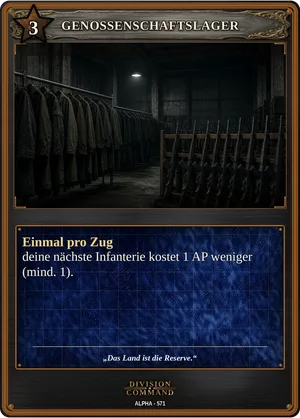 3
GENOSSENSCHAFTSLAGER
Einmal pro Zug
deine nächste Infanterie kostet 1 AP weniger
(mind. 1).
„Das Land ist die Reserve.“
DIVISION
COMMAND
ALPHA - 571